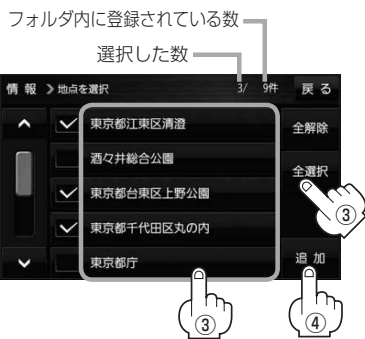 フォルダ内に登録されている数
選択した数
情報 ❯ 地点を選択 3/ 9件 戻る
東京都江東区清澄 全解除
酒々井総合公園
全選択
東京都台東区上野公園
③
東京都千代田区丸の内
東京都庁 追加
③ ④